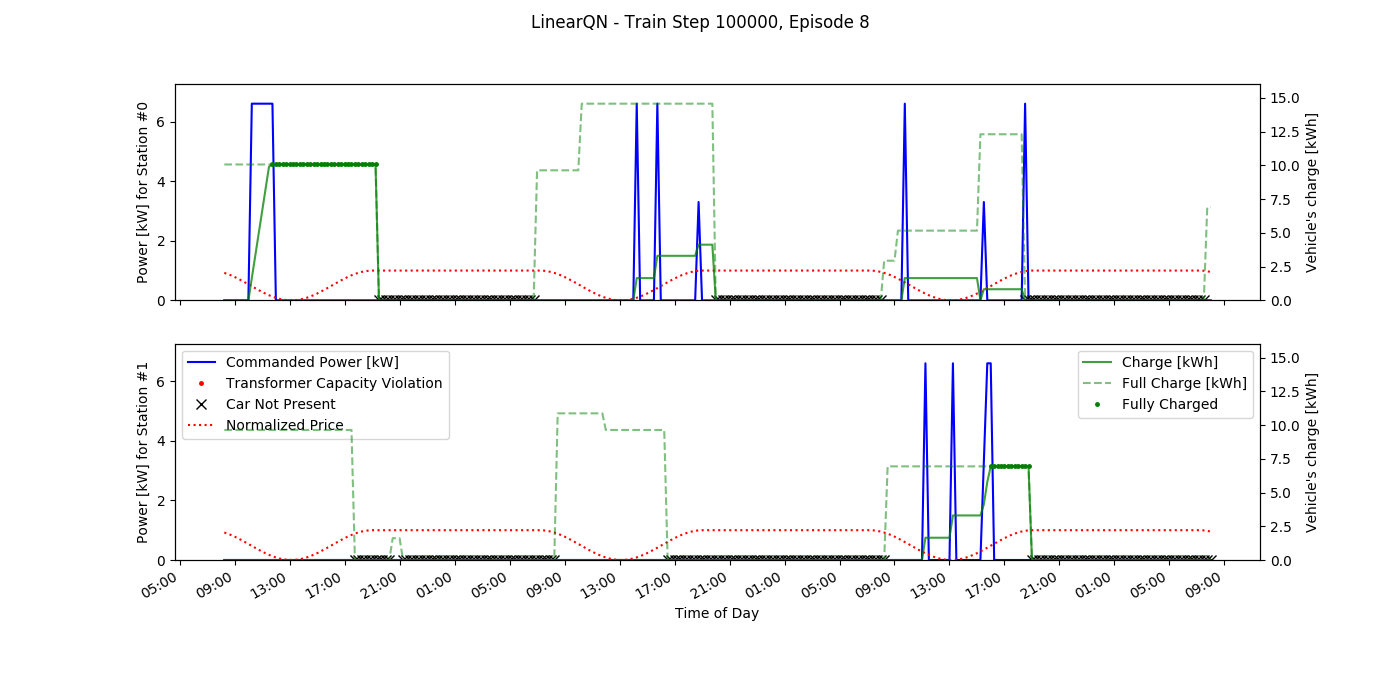 LinearQN - Train Step 100000, Episode 8
Power [kW] for Station #0
6
4
2
0
15.0
12.5
10.0
7.5
5.0
2.5
0.0
Vehicle's charge [kWh]
Power [kW] for Station #1
6
4
2
0
Commanded Power [kW]
Transformer Capacity Violation
Car Not Present
Normalized Price
Charge [kWh]
Full Charge [kWh]
Fully Charged
15.0
12.5
10.0
7.5
5.0
2.5
0.0
Vehicle's charge [kWh]
05:00 09:00 13:00 17:00 21:00 01:00 05:00 09:00 13:00 17:00 21:00 01:00 05:00 09:00 13:00 17:00 21:00 01:00 05:00 09:00
Time of Day